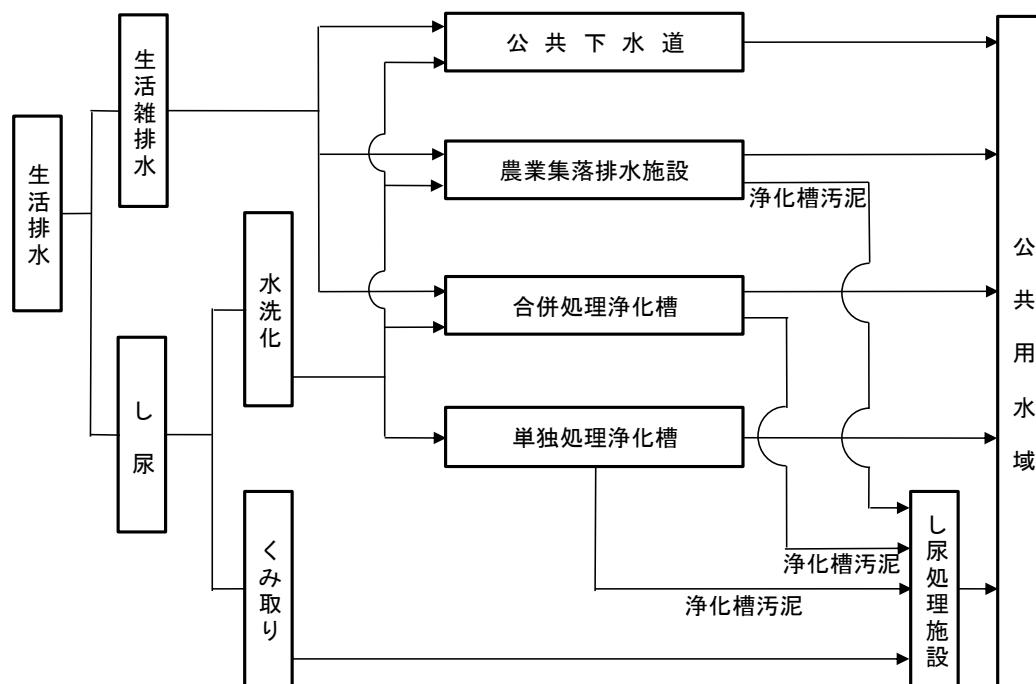 生活排水
生活雑排水
し尿
水洗化
くみ取り
公共下水道
農業集落排水施設
浄化槽汚泥
合併処理浄化槽
単独処理浄化槽
浄化槽汚泥
浄化槽汚泥
し尿処理施設
公共用水域